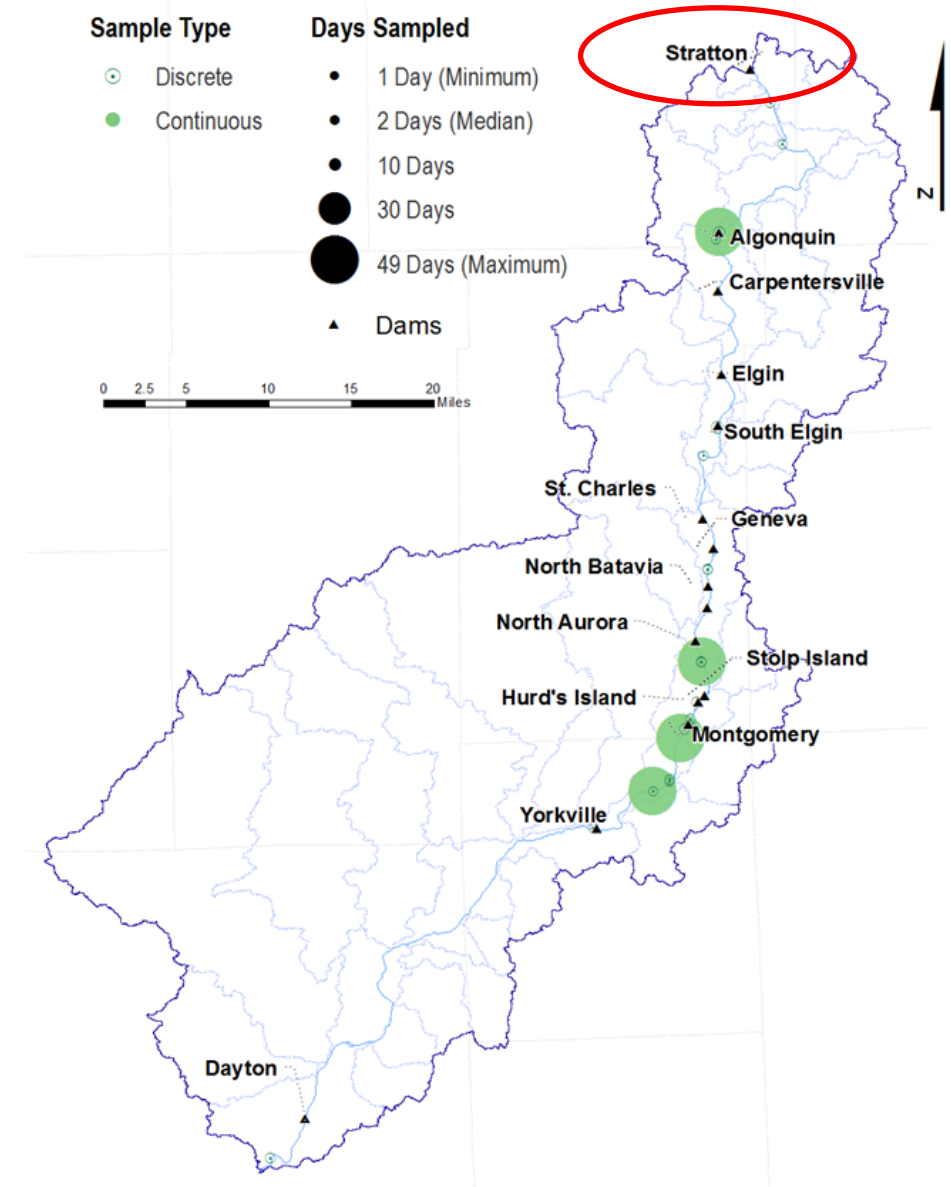 Sample Type
Discrete
Continuous
Days Sampled
1 Day (Minimum)
2 Days (Median)
10 Days
30 Days
49 Days (Maximum)
Dams
0 2.5 5 10 15 20
Miles
N
Stratton
Algonquin
Carpentersville
Elgin
South Elgin
St. Charles
Geneva
North Batavia
North Aurora
Stolp Island
Hurd's Island
Montgomery
Yorkville
Dayton